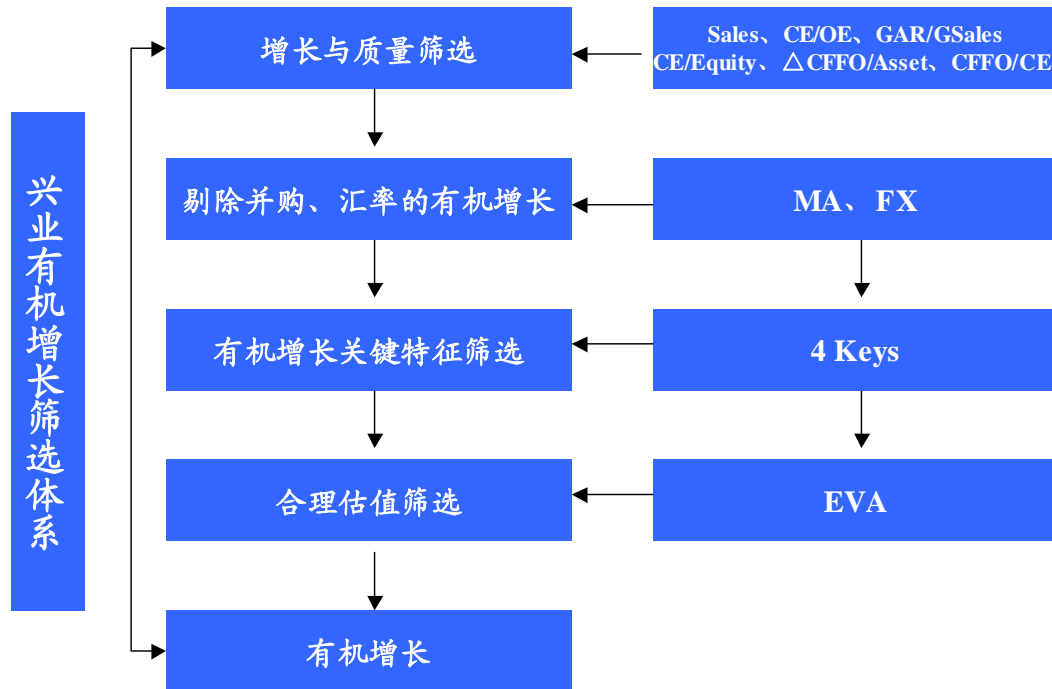 兴业有机增长筛选体系
增长与质量筛选
Sales、CE/OE、GAR/GSales
CE/Equity、△CFFO/Asset、CFFO/CE
剔除并购、汇率的有机增长
MA、FX
有机增长关键特征筛选
4 Keys
合理估值筛选
EVA
有机增长